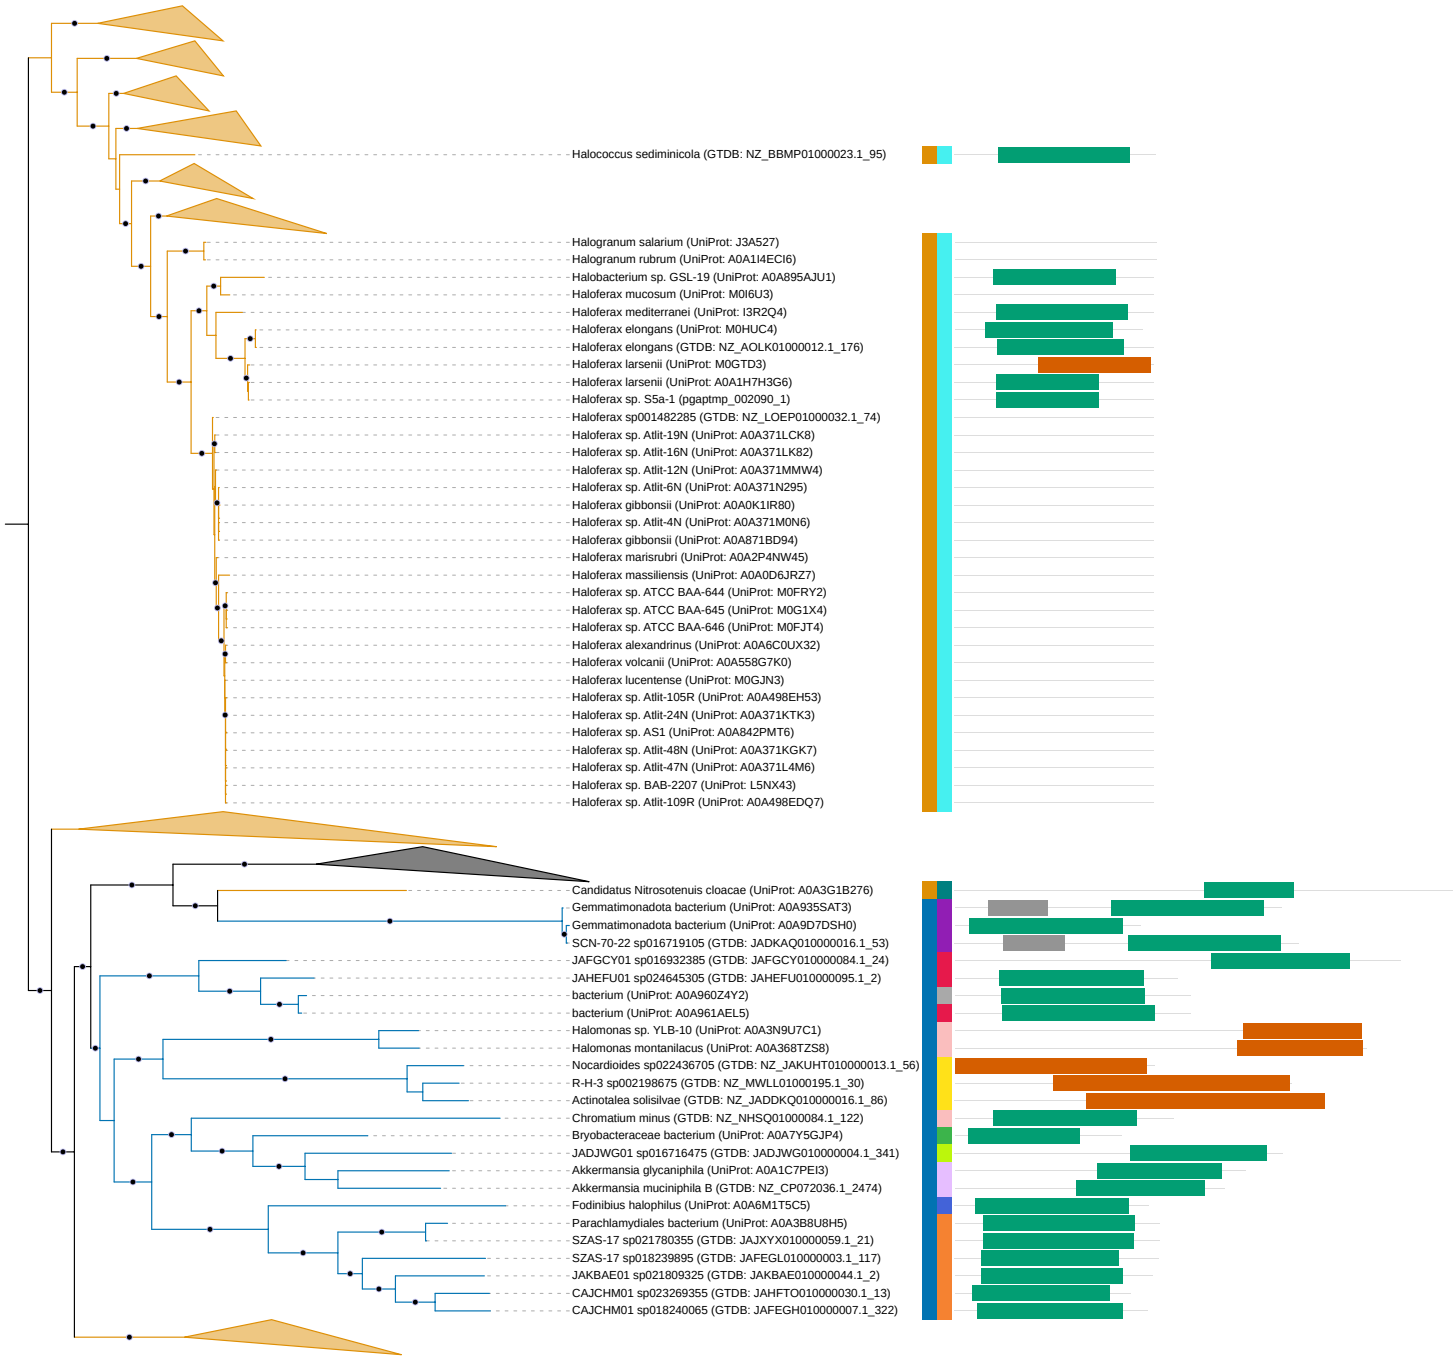 Halococcus sediminicola (GTDB: NZ_BBMP01000023.1_95)
Halogranum salarium (UniProt: J3A527)
Halogranum rubrum (UniProt: A0A1I4ECI6)
Halobacterium sp. GSL-19 (UniProt: A0A895AJU1)
Haloferax mucosum (UniProt: M0I6U3)
Haloferax mediterranei (UniProt: I3R2Q4)
Haloferax elongans (UniProt: M0HUC4)
Haloferax elongans (GTDB: NZ_AOLK01000012.1_176)
Haloferax larsenii (UniProt: M0GTD3)
Haloferax larsenii (UniProt: A0A1H7H3G6)
Haloferax sp. S5a-1 (pgaptmp_002090_1)
Haloferax sp001482285 (GTDB: NZ_LOEP01000032.1_74)
Haloferax sp. Atlit-19N (UniProt: A0A371LCK8)
Haloferax sp. Atlit-16N (UniProt: A0A371LK82)
Haloferax sp. Atlit-12N (UniProt: A0A371MMW4)
Haloferax sp. Atlit-6N (UniProt: A0A371N295)
Haloferax gibbonsii (UniProt: A0A0K1IR80)
Haloferax sp. Atlit-4N (UniProt: A0A371M0N6)
Haloferax gibbonsii (UniProt: A0A871BD94)
Haloferax marisrubri (UniProt: A0A2P4NW45)
Haloferax massiliensis (UniProt: A0A0D6JRZ7)
Haloferax sp. ATCC BAA-644 (UniProt: M0FRY2)
Haloferax sp. ATCC BAA-645 (UniProt: M0G1X4)
Haloferax sp. ATCC BAA-646 (UniProt: M0FJT4)
Haloferax alexandrinus (UniProt: A0A6C0UX32)
Haloferax volcanii (UniProt: A0A558G7K0)
Haloferax lucentense (UniProt: M0GJN3)
Haloferax sp. Atlit-105R (UniProt: A0A498EH53)
Haloferax sp. Atlit-24N (UniProt: A0A371KTK3)
Haloferax sp. AS1 (UniProt: A0A842PMT6)
Haloferax sp. Atlit-48N (UniProt: A0A371KGK7)
Haloferax sp. Atlit-47N (UniProt: A0A371L4M6)
Haloferax sp. BAB-2207 (UniProt: L5NX43)
Haloferax sp. Atlit-109R (UniProt: A0A498EDQ7)
Candidatus Nitrosotenuis cloacae (UniProt: A0A3G1B276)
Gemmatimonadota bacterium (UniProt: A0A935SAT3)
Gemmatimonadota bacterium (UniProt: A0A9D7DSH0)
SCN-70-22 sp016719105 (GTDB: JADKAQ010000016.1_53)
JAFGCY01 sp016932385 (GTDB: JAFGCY010000084.1_24)
JAHEFU01 sp024645305 (GTDB: JAHEFU010000095.1_2)
bacterium (UniProt: A0A960Z4Y2)
bacterium (UniProt: A0A961AEL5)
Halomonas sp. YLB-10 (UniProt: A0A3N9U7C1)
Halomonas montanilacus (UniProt: A0A368TZS8)
Nocardioides sp022436705 (GTDB: NZ_JAKUHT010000013.1_56)
R-H-3 sp002198675 (GTDB: NZ_MWLL01000195.1_30)
Actinotalea solisilvae (GTDB: NZ_JADDKQ010000016.1_86)
Chromatium minus (GTDB: NZ_NHSQ01000084.1_122)
Bryobacteraceae bacterium (UniProt: A0A7Y5GJP4)
JADJWG01 sp016716475 (GTDB: JADJWG010000004.1_341)
Akkermansia glycaniphila (UniProt: A0A1C7PEI3)
Akkermansia muciniphila B (GTDB: NZ_CP072036.1_2474)
Fodinibius halophilus (UniProt: A0A6M1T5C5)
Parachlamydiales bacterium (UniProt: A0A3B8U8H5)
SZAS-17 sp021780355 (GTDB: JAJXYX010000059.1_21)
SZAS-17 sp018239895 (GTDB: JAFEGL010000003.1_117)
JAKBAE01 sp021809325 (GTDB: JAKBAE010000044.1_2)
CAJCHM01 sp023269355 (GTDB: JAHFTO010000030.1_13)
CAJCHM01 sp018240065 (GTDB: JAFEGH010000007.1_322)